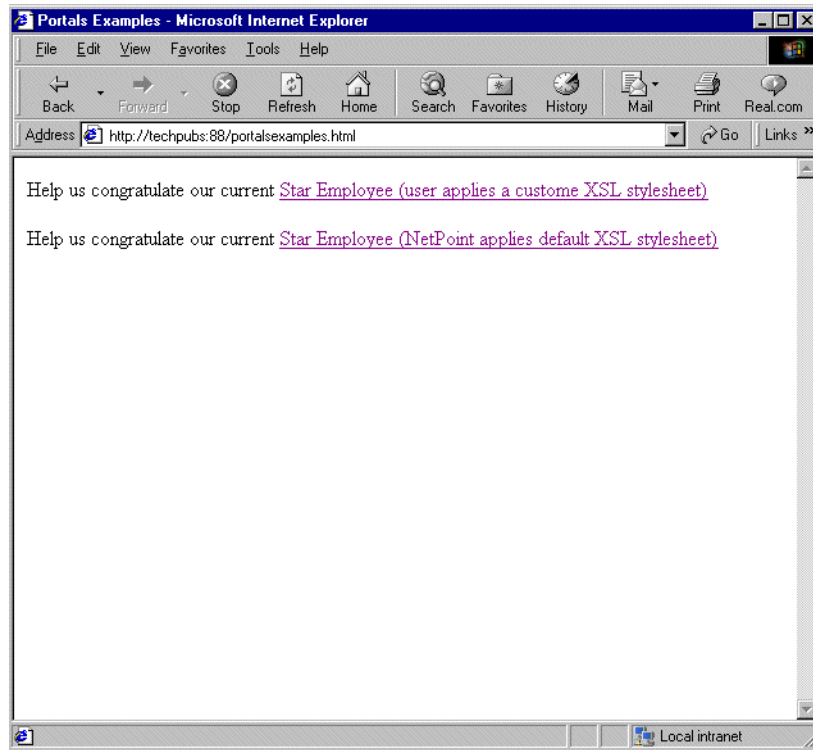 Portals Examples - Microsoft Internet Explorer
File Edit View Favorites Tools Help
Back Forward Stop Refresh Home Search Favorites History Mail Print Real.com
Address http://techpubs:88/portalsexamples.html Go Links »
Help us congratulate our current Star Employee (user applies a custome XSL stylesheet)
Help us congratulate our current Star Employee (NetPoint applies default XSL stylesheet)
Local intranet